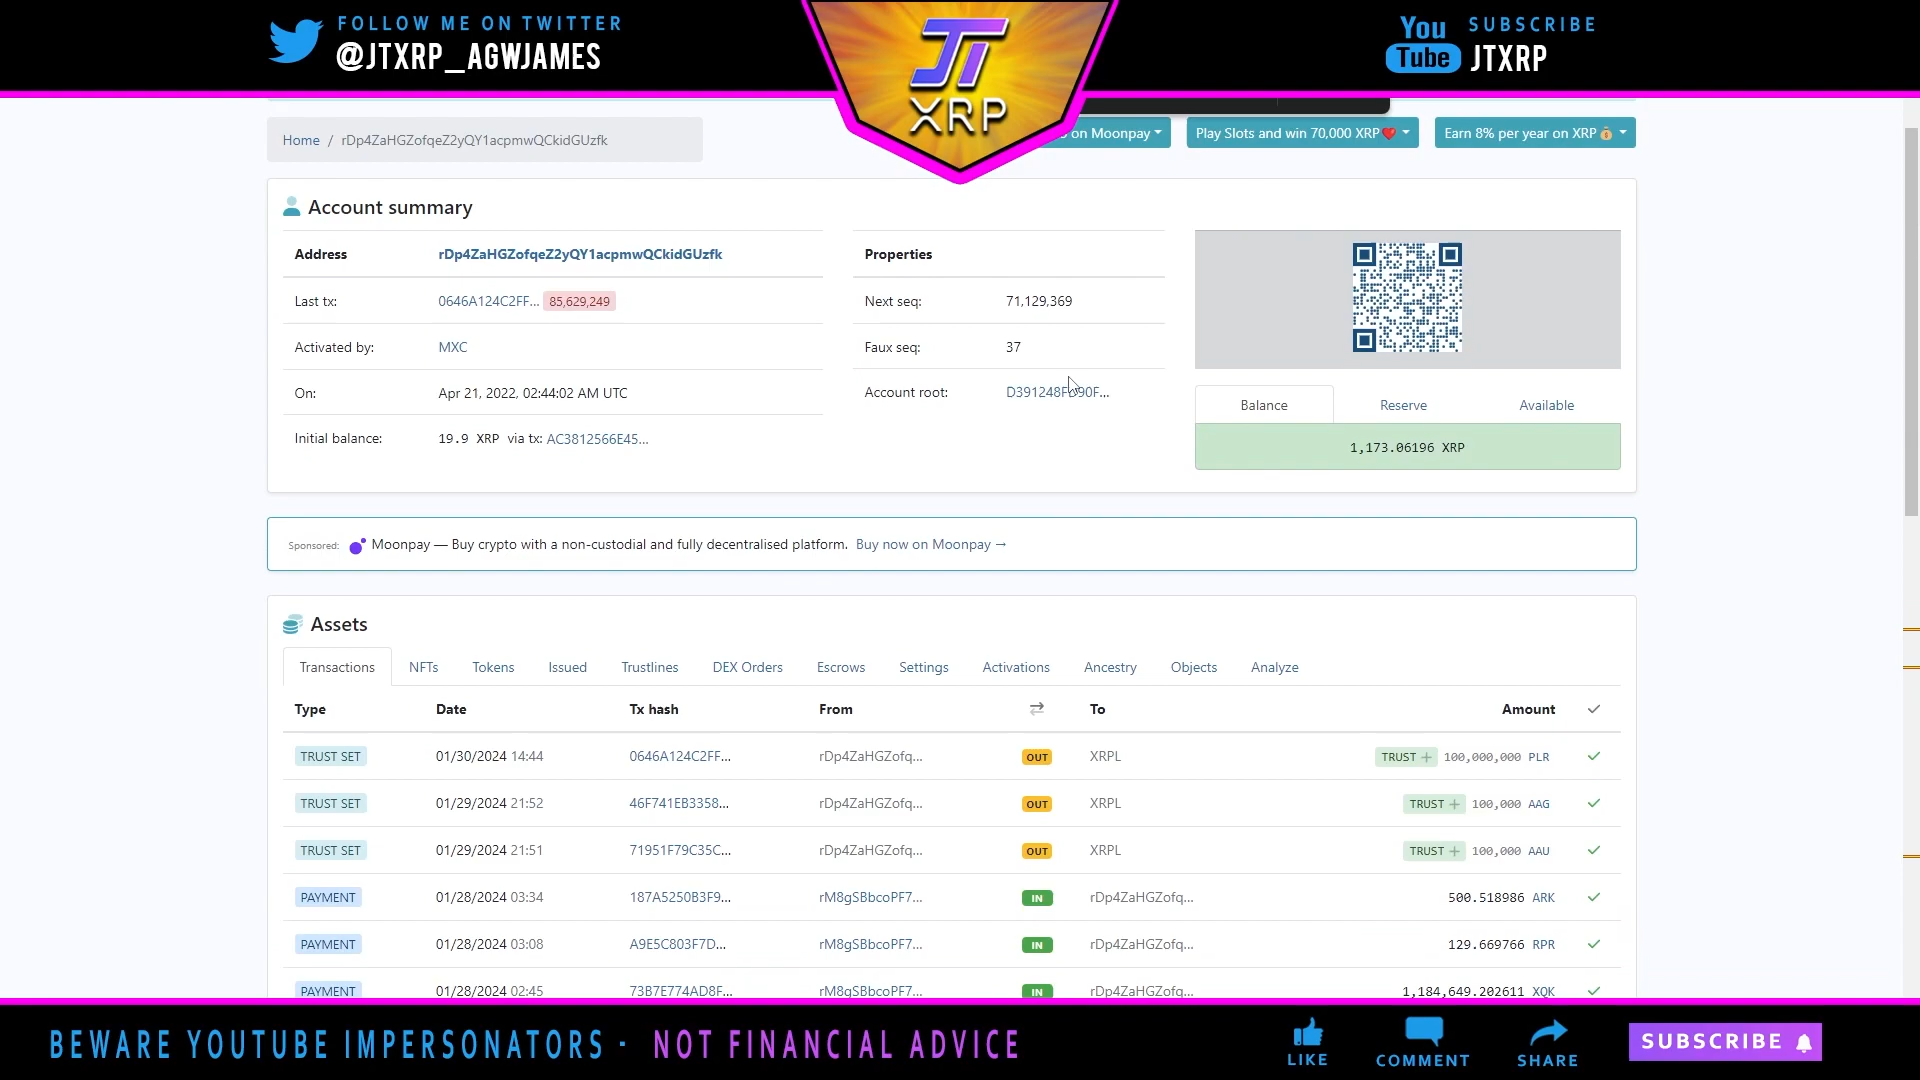 FOLLOW ME ON TWITTER
@JTXRP_AGWJAMES
JT
XRP
You Tube
SUBSCRIBE
JTXRP
Home / rDp4ZaHGZofqeZ2yQY1acpmwQCkidGUzfk
on Moonpay
Play Slots and win 70,000 XRP
Earn 8% per year on XRP
Account summary
Address rDp4ZaHGZofqeZ2yQY1acpmwQCkidGUzfk
Last tx: 0646A124C2FF... 85,629,249
Activated by: MXC
On: Apr 21, 2022, 02:44:02 AM UTC
Initial balance: 19.9 XRP via tx: AC3812566E45...
Properties
Next seq: 71,129,369
Faux seq: 37
Account root:
Balance Reserve Available
1,173.06196 XRP
Sponsored: Moonpay — Buy crypto with a non-custodial and fully decentralised platform. Buy now on Moonpay →
Assets
Transactions NFTs Tokens Issued Trustlines DEX Orders Escrows Settings Activations Ancestry Objects Analyze
Type Date Tx hash From To Amount
TRUST SET 01/30/2024 14:44 0646A124C2FF... rDp4ZaHGZofq... OUT XRPL TRUST + 100,000,000 PLR
TRUST SET 01/29/2024 21:52 46F741EB3358... rDp4ZaHGZofq... OUT XRPL TRUST + 100,000 AAG
TRUST SET 01/29/2024 21:51 71951F79C35C... rDp4ZaHGZofq... OUT XRPL TRUST + 100,000 AAU
PAYMENT 01/28/2024 03:34 187A5250B3F9... rM8gSBbcoPF7... IN rDp4ZaHGZofq... 500.518986 ARK
PAYMENT 01/28/2024 03:08 A9E5C803F7D... rM8gSBbcoPF7... IN rDp4ZaHGZofq... 129.669766 RPR
PAYMENT 01/28/2024 02:45 73B7E774AD8F... rM8gSBbcoPF7... IN rDp4ZaHGZofq... 1,184,649.202611 XQK
BEWARE YOUTUBE IMPERSONATORS - NOT FINANCIAL ADVICE
LIKE
COMMENT
SHARE
SUBSCRIBE